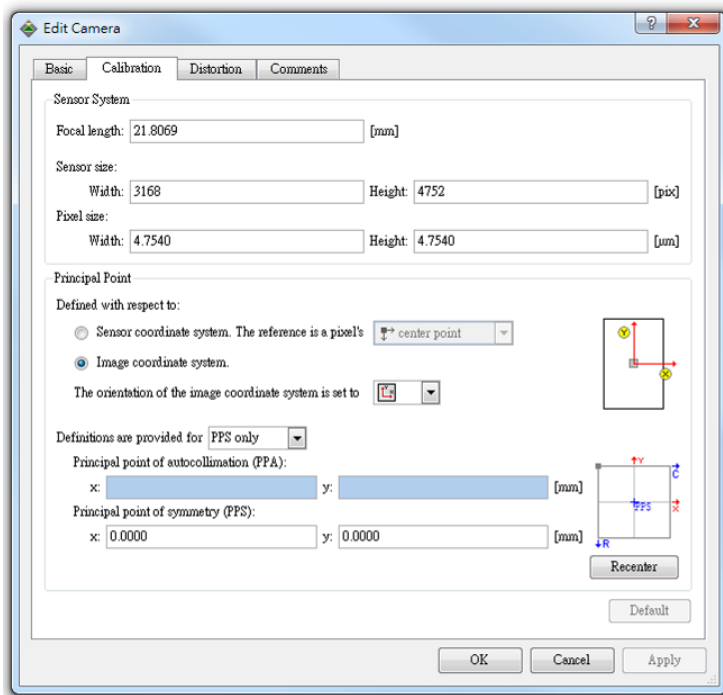 Edit Camera
Basic Calibration Distortion Comments
Sensor System
Focal length: 21.8069 [mm]
Sensor size:
Width: 3168 Height: 4752 [pix]
Pixel size:
Width: 4.7540 Height: 4.7540 [µm]
Principal Point
Defined with respect to:
Sensor coordinate system. The reference is a pixel's center point
Image coordinate system.
The orientation of the image coordinate system is set to
Y
X
Definitions are provided for PPS only
Principal point of autocollimation (PPA):
x: y: [mm]
Principal point of symmetry (PPS):
x: 0.0000 y: 0.0000 [mm]
Y
C
PPS X
R
Recenter
Default
OK Cancel Apply